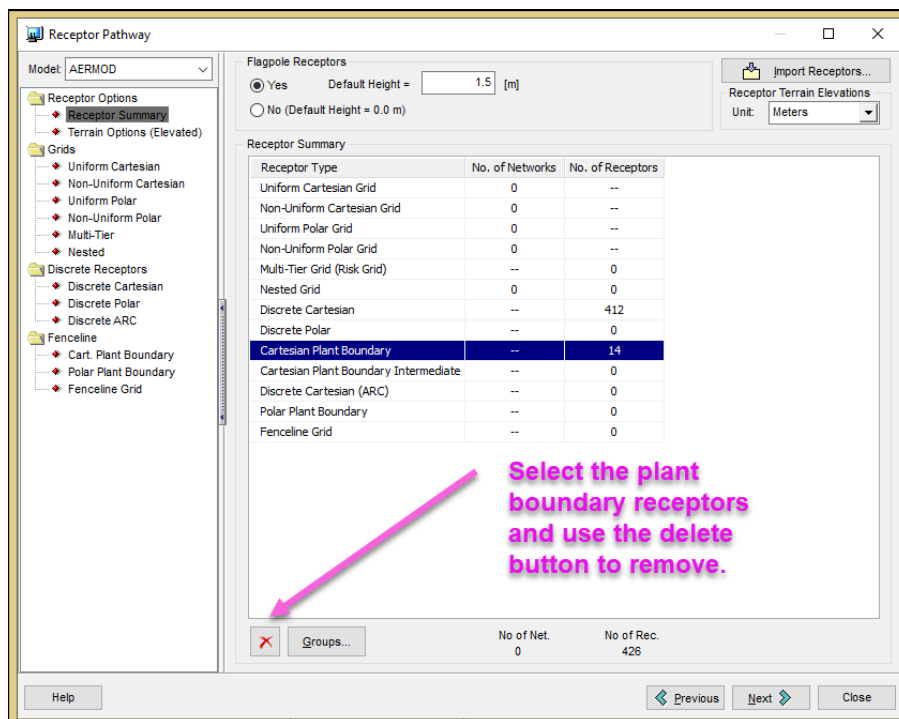 Receptor Pathway
Model: AERMOD
Receptor Options
Receptor Summary
Terrain Options (Elevated)
Grids
Uniform Cartesian
Non-Uniform Cartesian
Uniform Polar
Non-Uniform Polar
Multi-Tier
Nested
Discrete Receptors
Discrete Cartesian
Discrete Polar
Discrete ARC
Fenceline
Cart. Plant Boundary
Polar Plant Boundary
Fenceline Grid
Flagpole Receptors
Yes Default Height = 1.5 [m]
No (Default Height = 0.0 m)
Import Receptors...
Receptor Terrain Elevations
Unit: Meters
Receptor Summary
Receptor Type No. of Networks No. of Receptors
Uniform Cartesian Grid 0 --
Non-Uniform Cartesian Grid 0 --
Uniform Polar Grid 0 --
Non-Uniform Polar Grid 0 --
Multi-Tier Grid (Risk Grid) -- 0
Nested Grid 0 0
Discrete Cartesian -- 412
Discrete Polar -- 0
Cartesian Plant Boundary -- 14
Cartesian Plant Boundary Intermediate -- 0
Discrete Cartesian (ARC) -- 0
Polar Plant Boundary -- 0
Fenceline Grid -- 0
Select the plant
boundary receptors
and use the delete
button to remove.
Groups...
No of Net. No of Rec.
0 426
Help
Previous
Next
Close